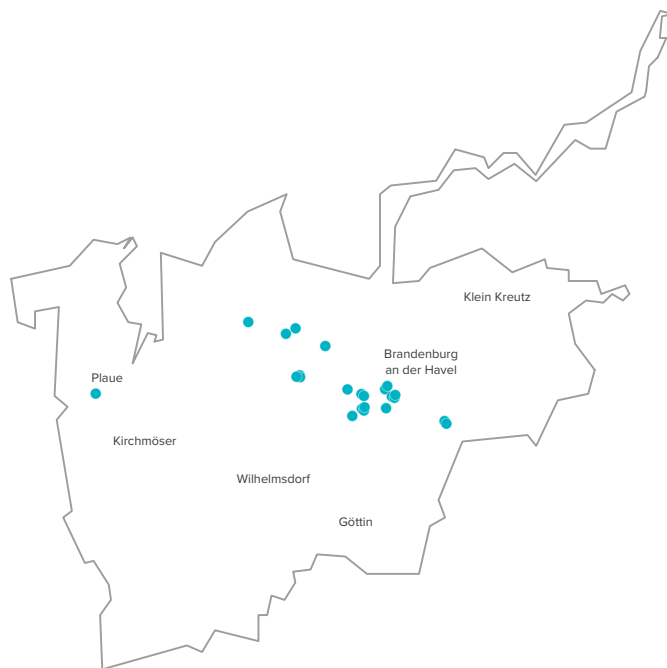 Klein Kreutz
Brandenburg
an der Havel
Plaue
Kirchmöser
Wilhelmsdorf
Göttin